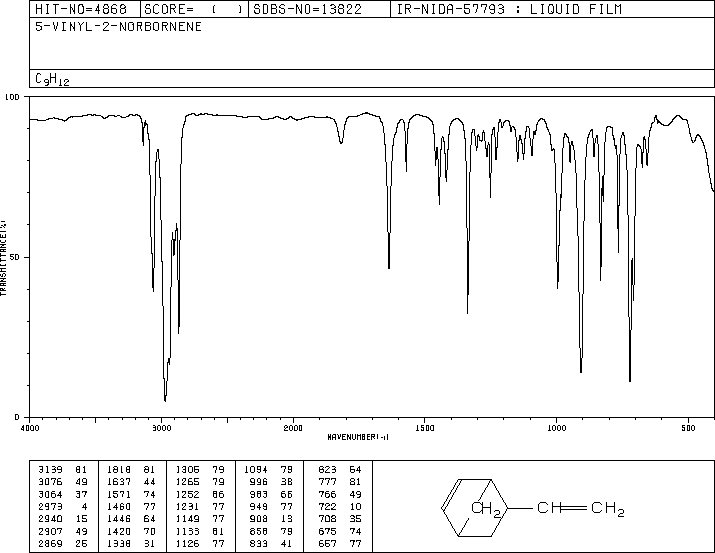 HIT-NO=4868 SCORE= ( ) SDBS-NO=13822 IR-NIDA-57793 : LIQUID FILM
5-VINYL-2-NORBORNENE
C9H12
100
50
0
TRANSMITTANCE(%)
4000 3000 2000 1500 1000 500
WAVENUMBER(-1)
3139 81 1818 81 1306 79 1094 79 823 64
3076 49 1637 44 1265 79 996 38 777 81
3064 37 1571 74 1252 66 983 66 766 49
2973 4 1460 77 1231 77 949 77 722 10
2940 15 1446 64 1149 77 908 13 708 35
2907 49 1420 70 1133 81 858 79 675 74
2869 25 1338 31 1126 77 833 41 657 77
CH2 CH CH2